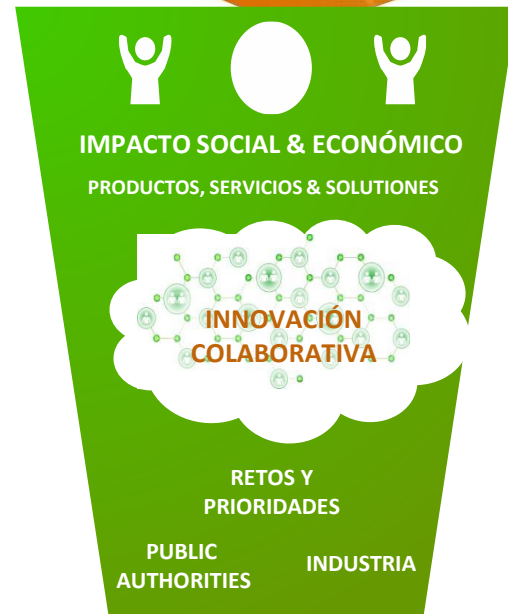 IMPACTO SOCIAL & ECONÓMICO
PRODUCTOS, SERVICIOS & SOLUTIONES
INNOVACIÓN
COLABORATIVA
RETOS Y
PRIORIDADES
PUBLIC
AUTHORITIES
INDUSTRIA